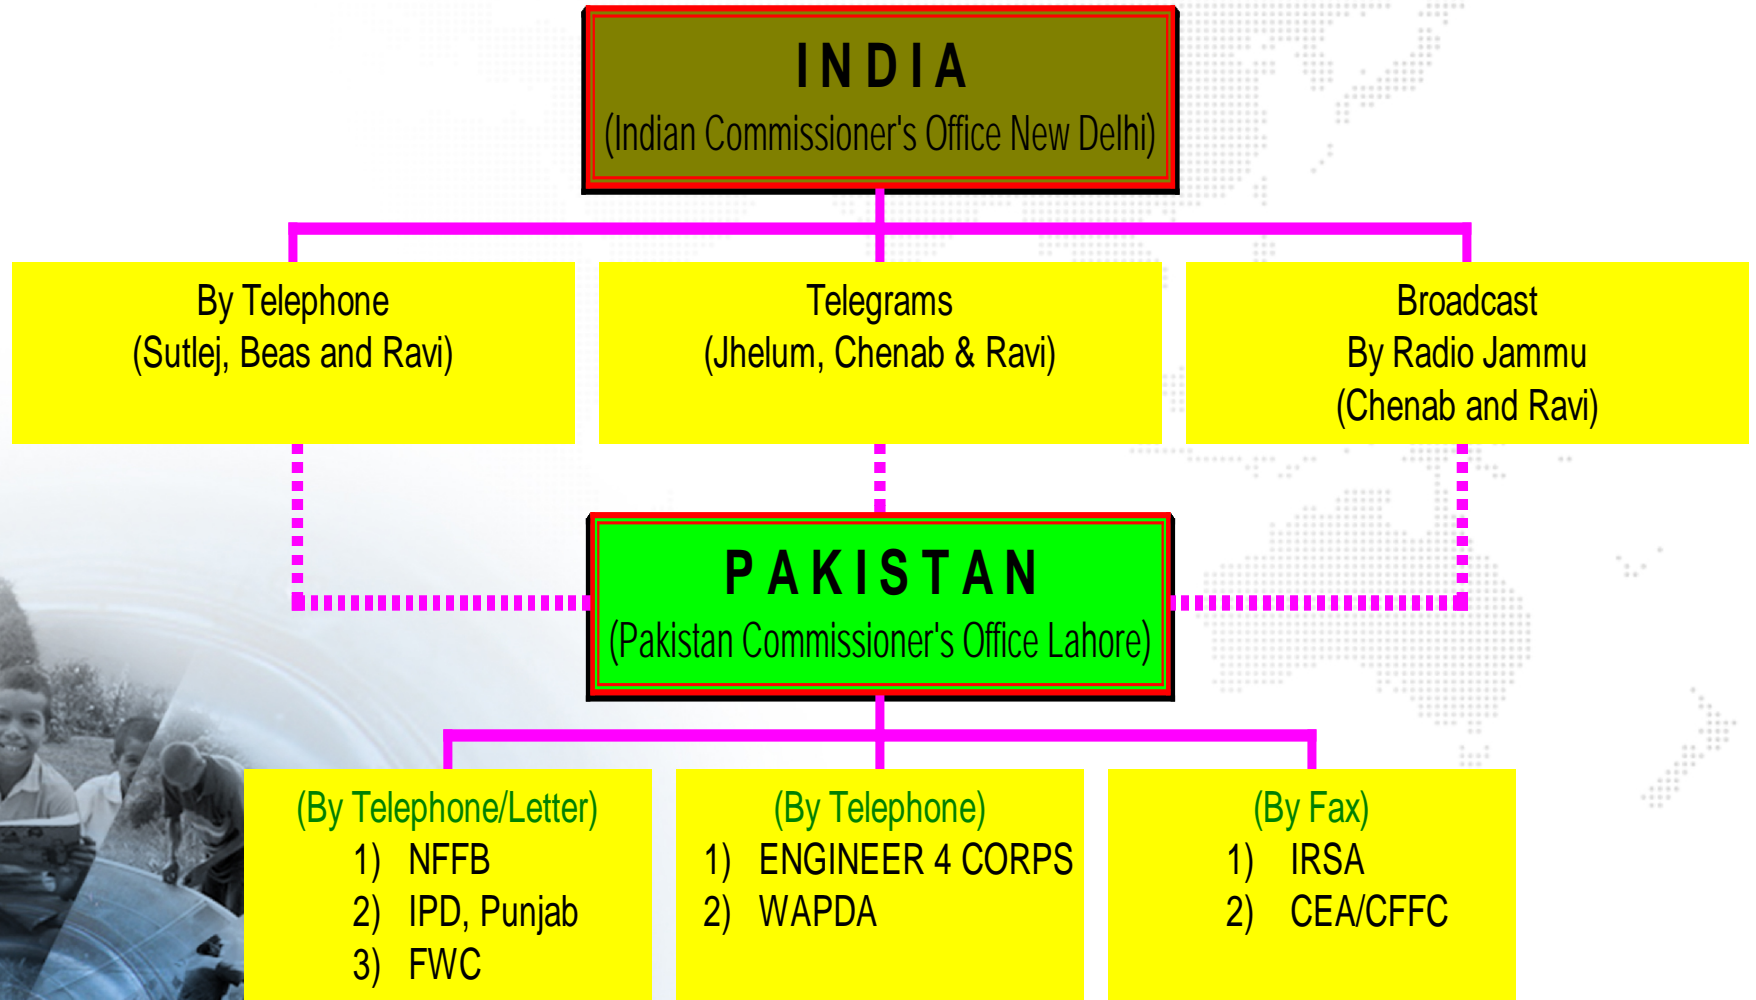 INDIA
(Indian Commissioner's Office New Delhi)
By Telephone
(Sutlej, Beas and Ravi)
Telegrams
(Jhelum, Chenab & Ravi)
Broadcast
By Radio Jammu
(Chenab and Ravi)
PAKISTAN
(Pakistan Commissioner's Office Lahore)
(By Telephone/Letter)
1) NFFB
2) IPD, Punjab
3) FWC
(By Telephone)
1) ENGINEER 4 CORPS
2) WAPDA
(By Fax)
1) IRSA
2) CEA/CFFC